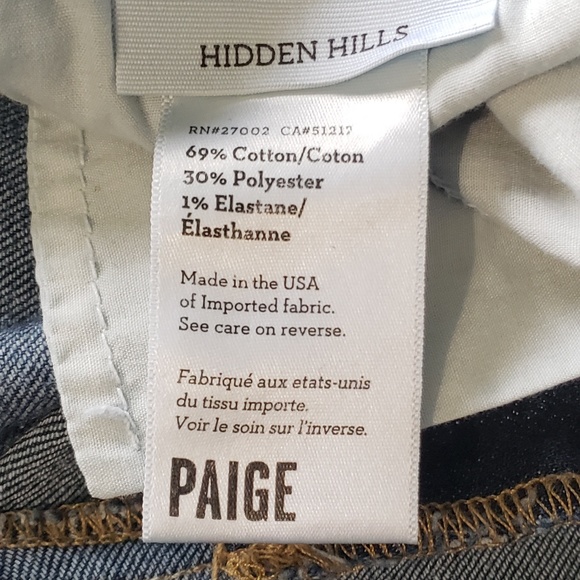 HIDDEN HILLS
RN#27002 CA#51217
69% Cotton/Coton
30% Polyester
1% Elastane/
Élasthanne
Made in the USA
of Imported fabric.
See care on reverse.
Fabriqué aux etats-unis
du tissu importe.
Voir le soin sur l'inverse.
PAIGE